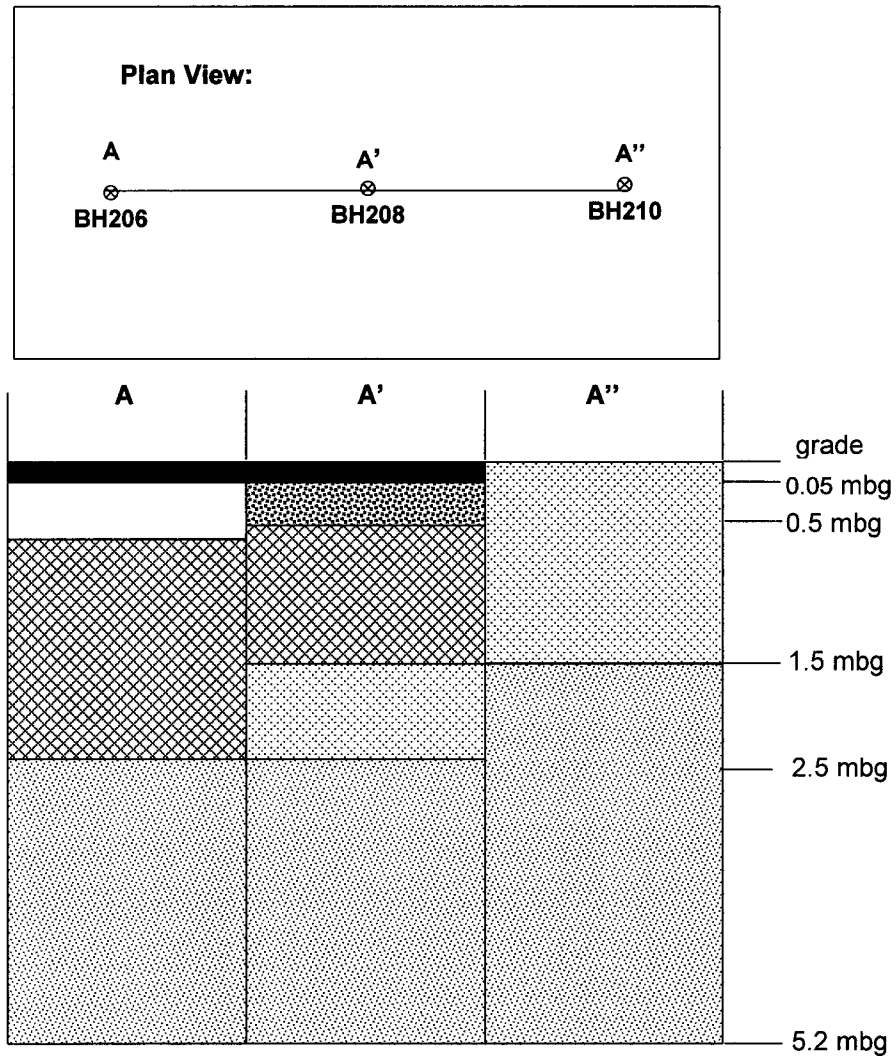 Plan View:
A A’ A’’
BH206 BH208 BH210
A A’ A’’
grade
0.05 mbg
0.5 mbg
1.5 mbg
2.5 mbg
5.2 mbg